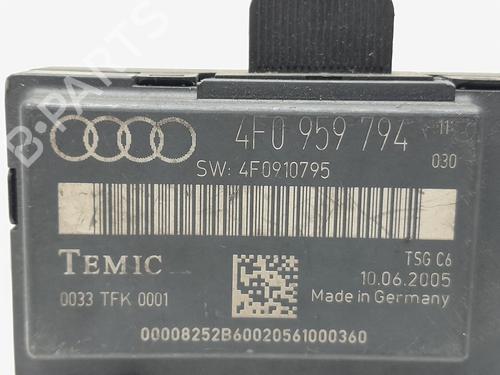 B-PARTS
4F0 959 794
11
030
SW: 4F0910795
TEMIC
0033 TFK 0001
TSG C6
10.06.2005
Made in Germany
00008252B60020561000360